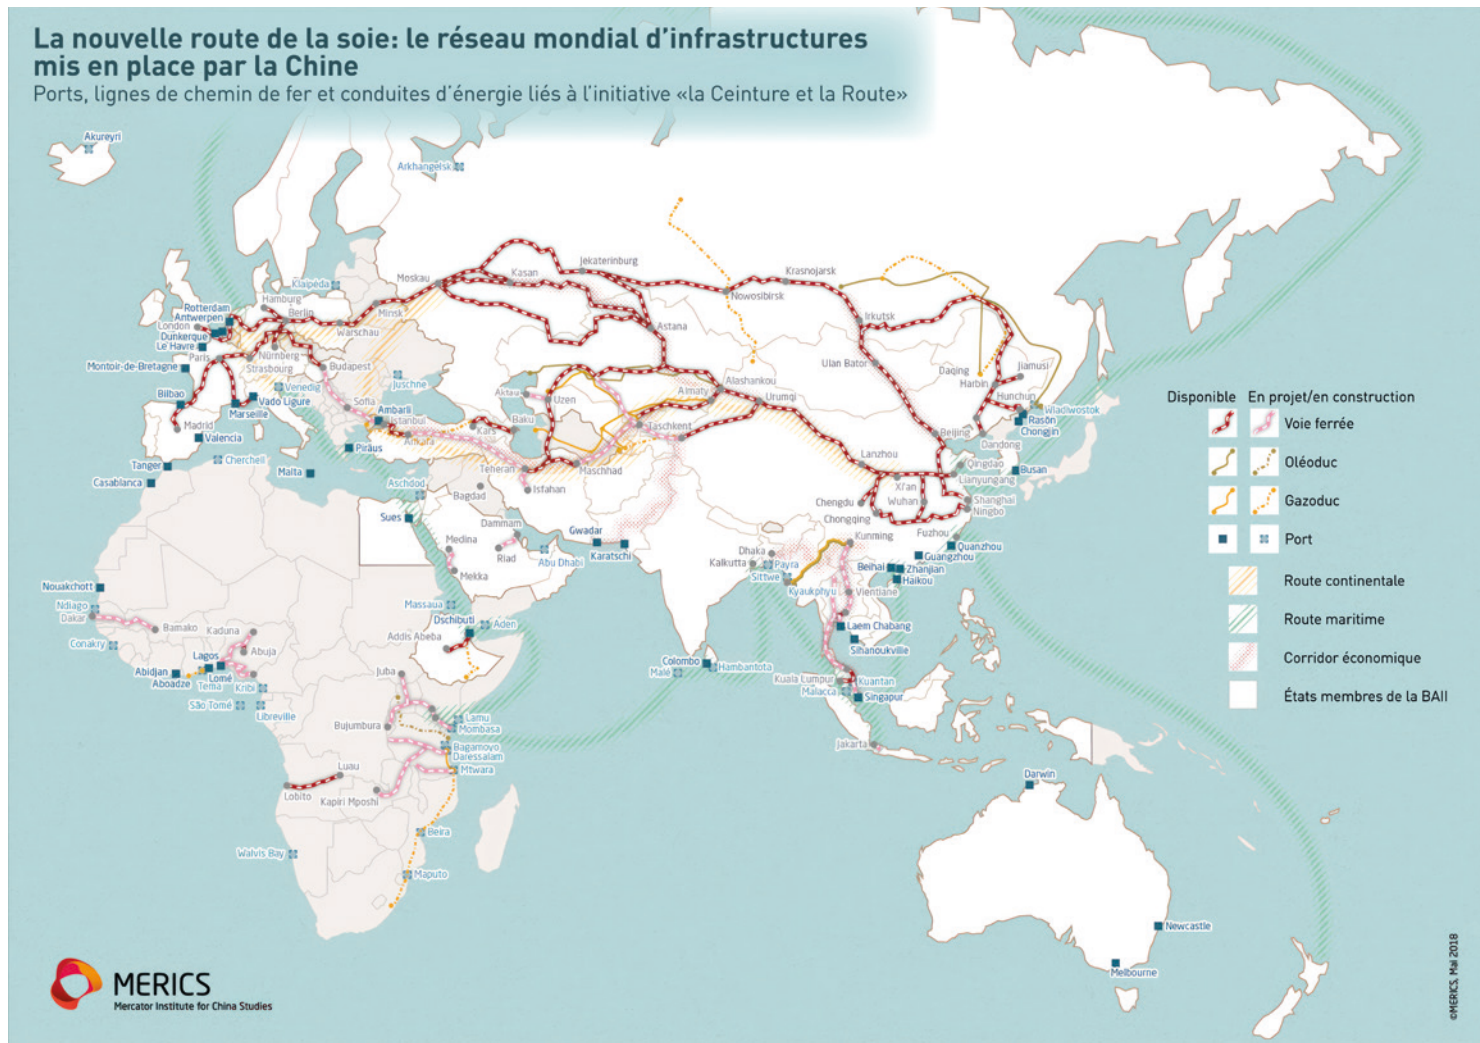 La nouvelle route de la soie: le réseau mondial d'infrastructures
mis en place par la Chine
Ports, lignes de chemin de fer et conduites d'énergie liés à l'initiative «la Ceinture et la Route»
Akureyri
Arkhangelsk
Jekaterinburg
Kasan
Moskau
Krasnojarsk
Nowosibirsk
Klaipėda
Hamburg
Rotterdam
Antwerpen
Berlin
Minsk
London
Dunkerque
Warschau
Irkutsk
Astana
Le Havre
Paris
Nürnberg
Strasbourg
Budapest
Ulan Bator
Montoir-de-Bretagne
Juschne
Daqing
Jiamusi
Harbin
Alashankou
Almaty
Urumqi
Venedig
Aktau
Uzen
Bilbao
Vado Ligure
Marseille
Sofia
Ambarli
Istanbul
Hunchun
Wladiwostok
Rasŏn
Chongjin
Madrid
Valencia
Ankara
Kars
Baku
Taschkent
Beijing
Dandong
Piräus
Lanzhou
Tanger
Cherchell
Malta
Teheran
Maschhad
Qingdao
Busan
Casablanca
Aschdod
Bagdad
Isfahan
Xi'an
Lianyungang
Chengdu
Wuhan
Shanghai
Ningbo
Sues
Dammam
Chongqing
Gwadar
Karatschi
Fuzhou
Medina
Riad
Abu Dhabi
Kunming
Quanzhou
Dhaka
Guangzhou
Kalkutta
Payra
Beihai
Zhanjian
Mekka
Sittwe
Haikou
Nouakchott
Kyaukphyu
Vientiane
Ndiago
Massaua
Dakar
Dschibuti
Aden
Bamako
Kaduna
Addis Abeba
Laem Chabang
Conakry
Abuja
Sihanoukville
Lagos
Colombo
Hambantota
Abidjan
Lomé
Juba
Malé
Aboadze
Tema
Kribi
Kuala Lumpur
Kuantan
Malacca
Singapur
São Tomé
Libreville
Lamu
Bujumbura
Mombasa
Bagamoyo
Daressalam
Jakarta
Luau
Mtwara
Darwin
Lobito
Kapiri Mposhi
Beira
Walvis Bay
Maputo
Newcastle
Melbourne
Disponible
En projet/en construction
Voie ferrée
Oléoduc
Gazoduc
Port
Route continentale
Route maritime
Corridor économique
États membres de la BAII
MERICS
Mercator Institute for China Studies
©MERICS, Mai 2018